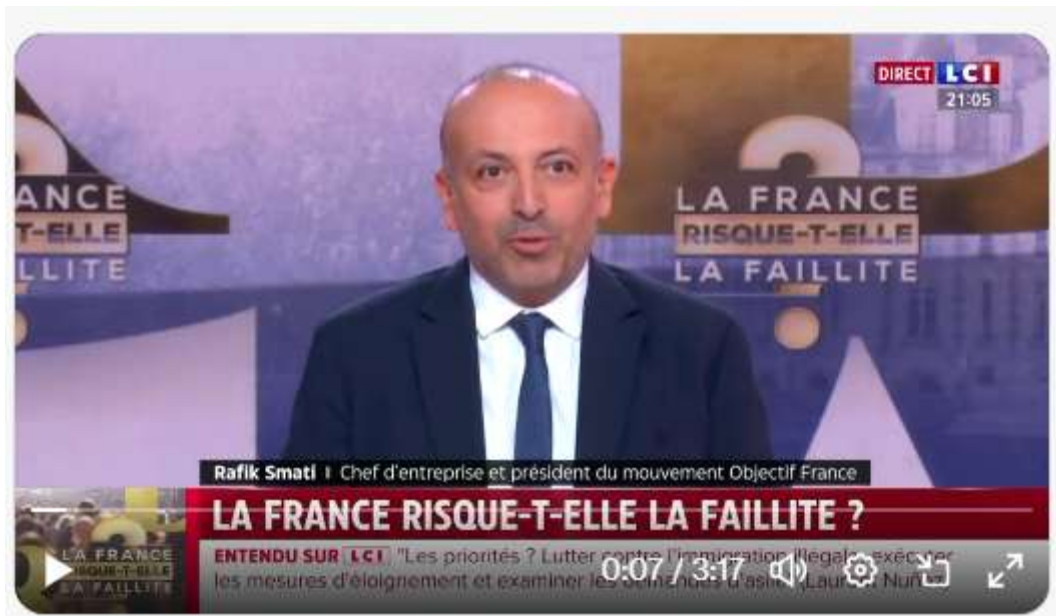 DIRECT LCI
21:05
ANCE
T-ELLE
LLITE
LA FRANCE
RISQUE-T-ELLE
LA FAILLITE
?
Rafik Smati Chef d'entreprise et président du mouvement Objectif France
LA FRANCE RISQUE-T-ELLE LA FAILLITE ?
LA FRANCE
RISQUE-T-ELLE
LA FAILLITE
ENTENDU SUR LCI "Les priorités ? Lutter contre l'immigration illégale, exécuter
les mesures d'éloignement et examiner les demandes d'asile" (Laurent Nuñez
0:07 / 3:17